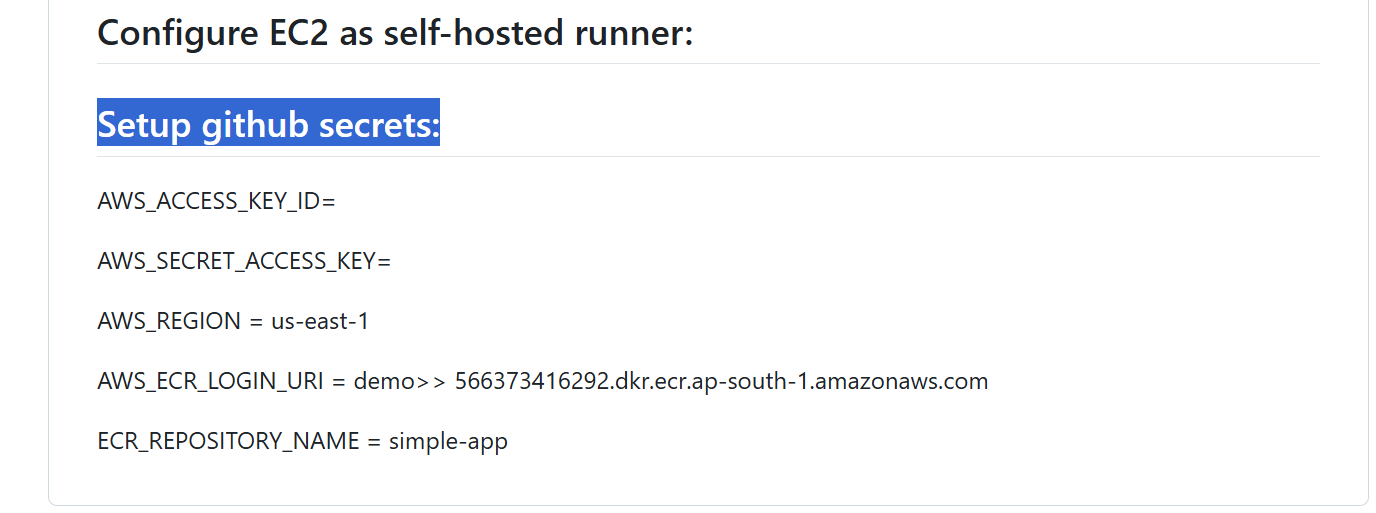 Configure EC2 as self-hosted runner:
Setup github secrets:
AWS_ACCESS_KEY_ID=
AWS_SECRET_ACCESS_KEY=
AWS_REGION = us-east-1
AWS_ECR_LOGIN_URI = demo>> 566373416292.dkr.ecr.ap-south-1.amazonaws.com
ECR_REPOSITORY_NAME = simple-app